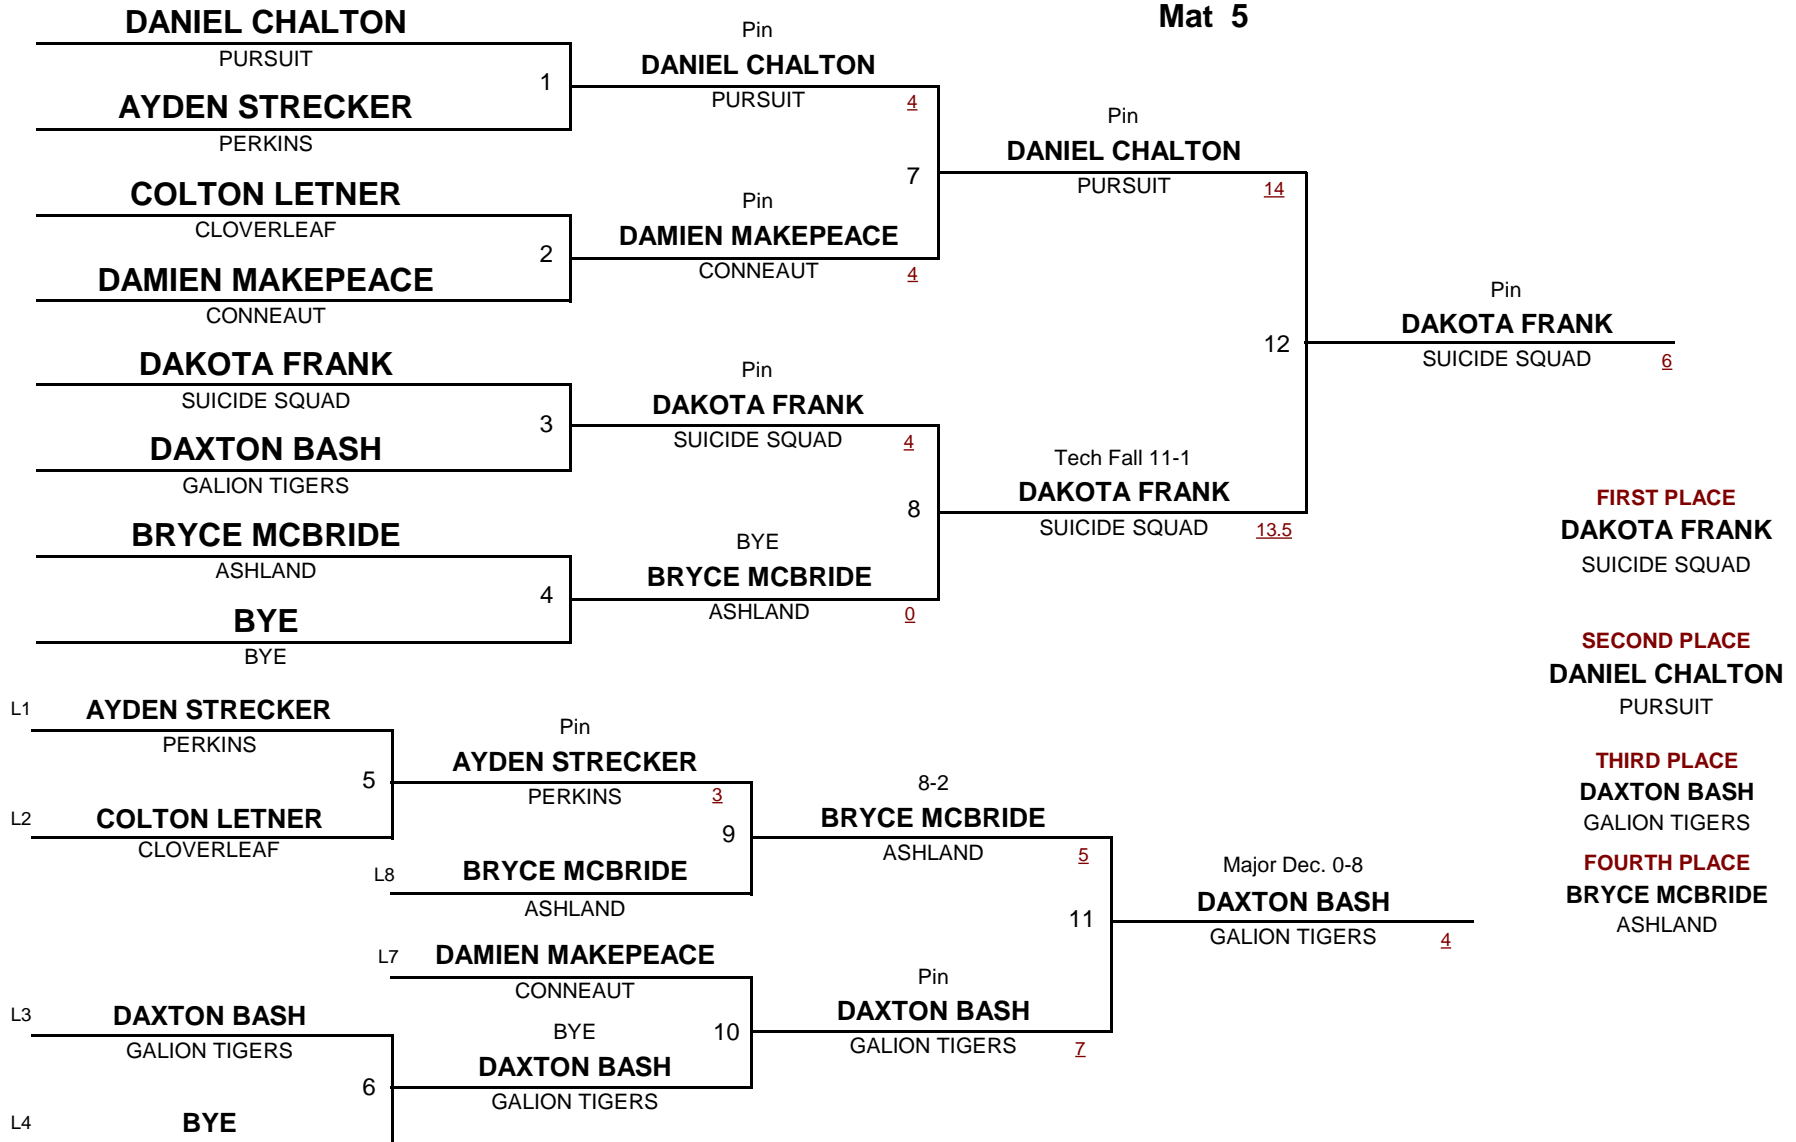 Mat 5
DANIEL CHALTON
PURSUIT
1
AYDEN STRECKER
PERKINS
COLTON LETNER
CLOVERLEAF
2
DAMIEN MAKEPEACE
CONNEAUT
DAKOTA FRANK
SUICIDE SQUAD
3
DAXTON BASH
GALION TIGERS
BRYCE MCBRIDE
ASHLAND
4
BYE
BYE
Pin
DANIEL CHALTON
PURSUIT 4
7
Pin
DAMIEN MAKEPEACE
CONNEAUT 4
Pin
DAKOTA FRANK
SUICIDE SQUAD 4
8
BYE
BRYCE MCBRIDE
ASHLAND 0
Pin
DANIEL CHALTON
PURSUIT 14
12
Tech Fall 11-1
DAKOTA FRANK
SUICIDE SQUAD 13.5
Pin
DAKOTA FRANK
SUICIDE SQUAD 6
FIRST PLACE
DAKOTA FRANK
SUICIDE SQUAD
SECOND PLACE
DANIEL CHALTON
PURSUIT
THIRD PLACE
DAXTON BASH
GALION TIGERS
FOURTH PLACE
BRYCE MCBRIDE
ASHLAND
L1 AYDEN STRECKER
PERKINS
5
L2 COLTON LETNER
CLOVERLEAF
L3 DAXTON BASH
GALION TIGERS
6
L4 BYE
Pin
AYDEN STRECKER
PERKINS 3
9
L8 BRYCE MCBRIDE
ASHLAND
L7 DAMIEN MAKEPEACE
CONNEAUT
10
BYE
DAXTON BASH
GALION TIGERS
8-2
BRYCE MCBRIDE
ASHLAND 5
11
Pin
DAXTON BASH
GALION TIGERS 7
Major Dec. 0-8
DAXTON BASH
GALION TIGERS 4